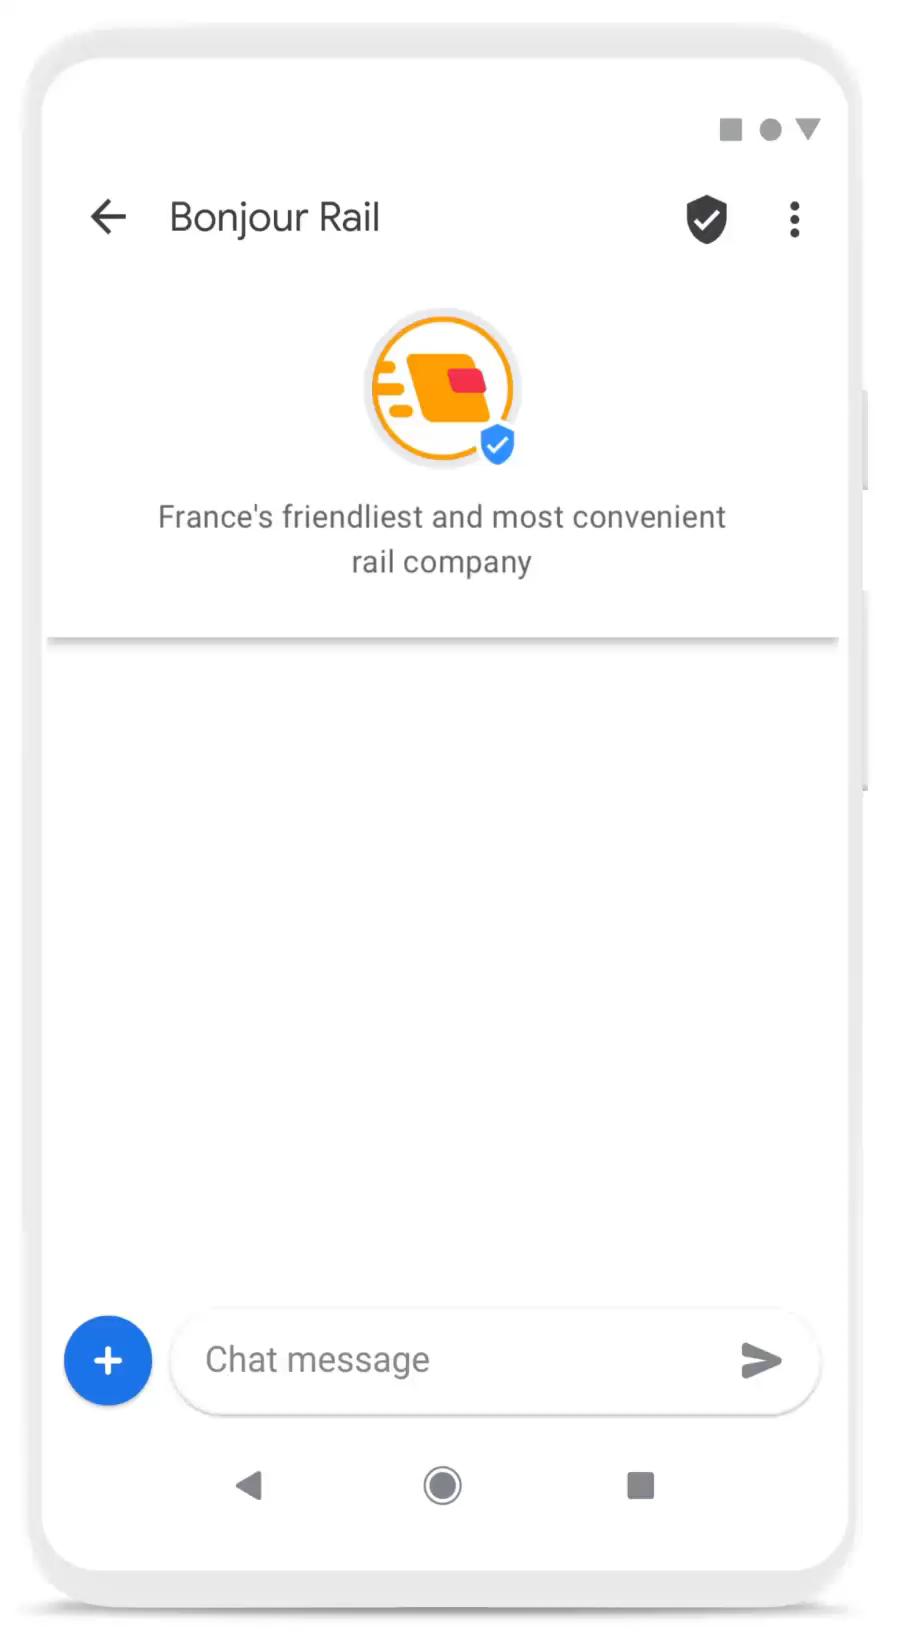 Bonjour Rail
France's friendliest and most convenient
rail company
Chat message